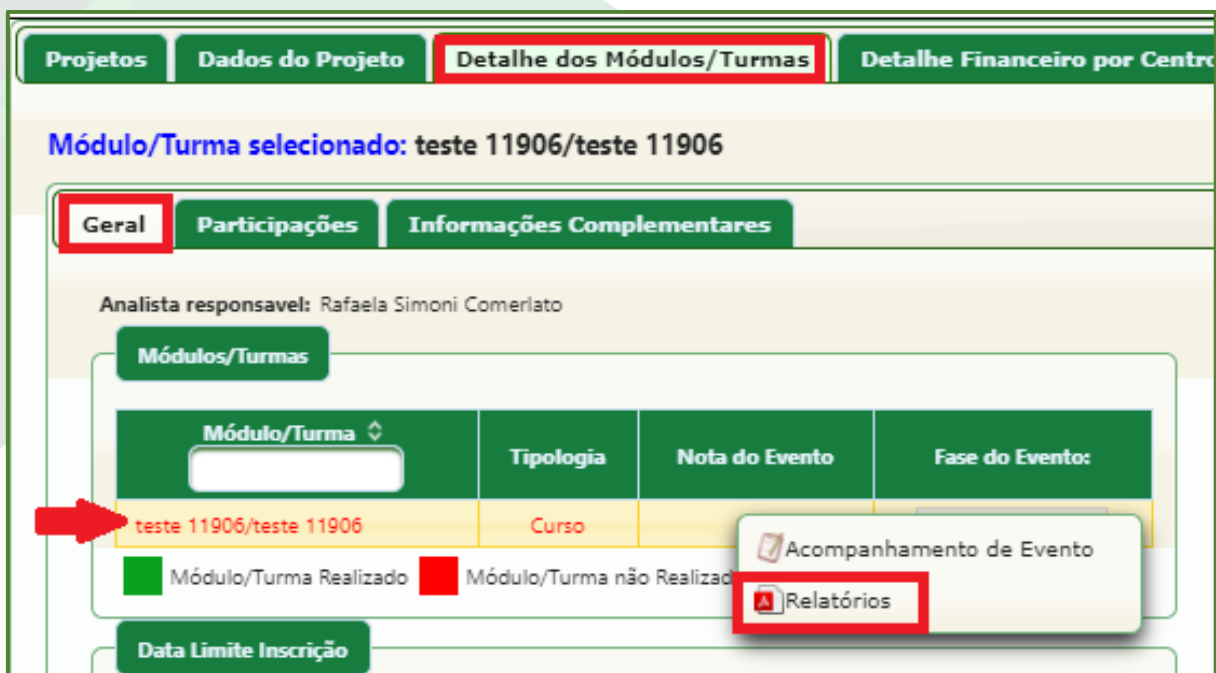 Projetos Dados do Projeto Detalhe dos Módulos/Turmas Detalhe Financeiro por Centro
Módulo/Turma selecionado: teste 11906/teste 11906
Geral Participações Informações Complementares
Analista responsavel: Rafaela Simoni Comerlato
Módulos/Turmas
Módulo/Turma Tipologia Nota do Evento Fase do Evento:
teste 11906/teste 11906 Curso
Acompanhamento de Evento
Módulo/Turma Realizado Módulo/Turma não Realizad
Relatórios
Data Limite Inscrição